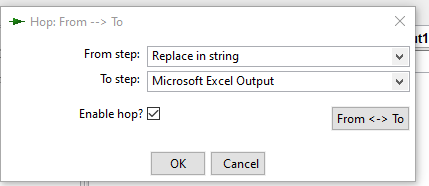 Hop: From --> To
From step: Replace in string
To step: Microsoft Excel Output
Enable hop?
From <-> To
OK Cancel